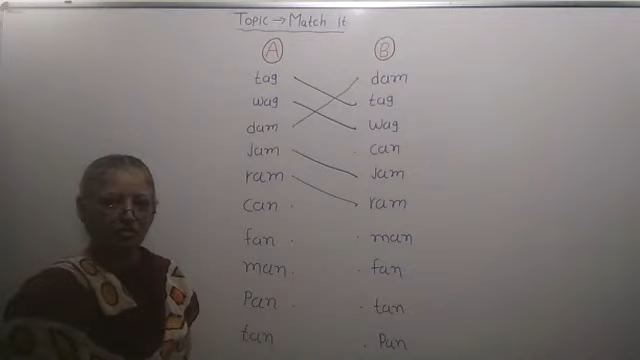 Topic → Match It
A B
tag dam
wag tag
dam wag
Jam can
ram Jam
can ram
fan man
man fan
Pan tan
tan Pan